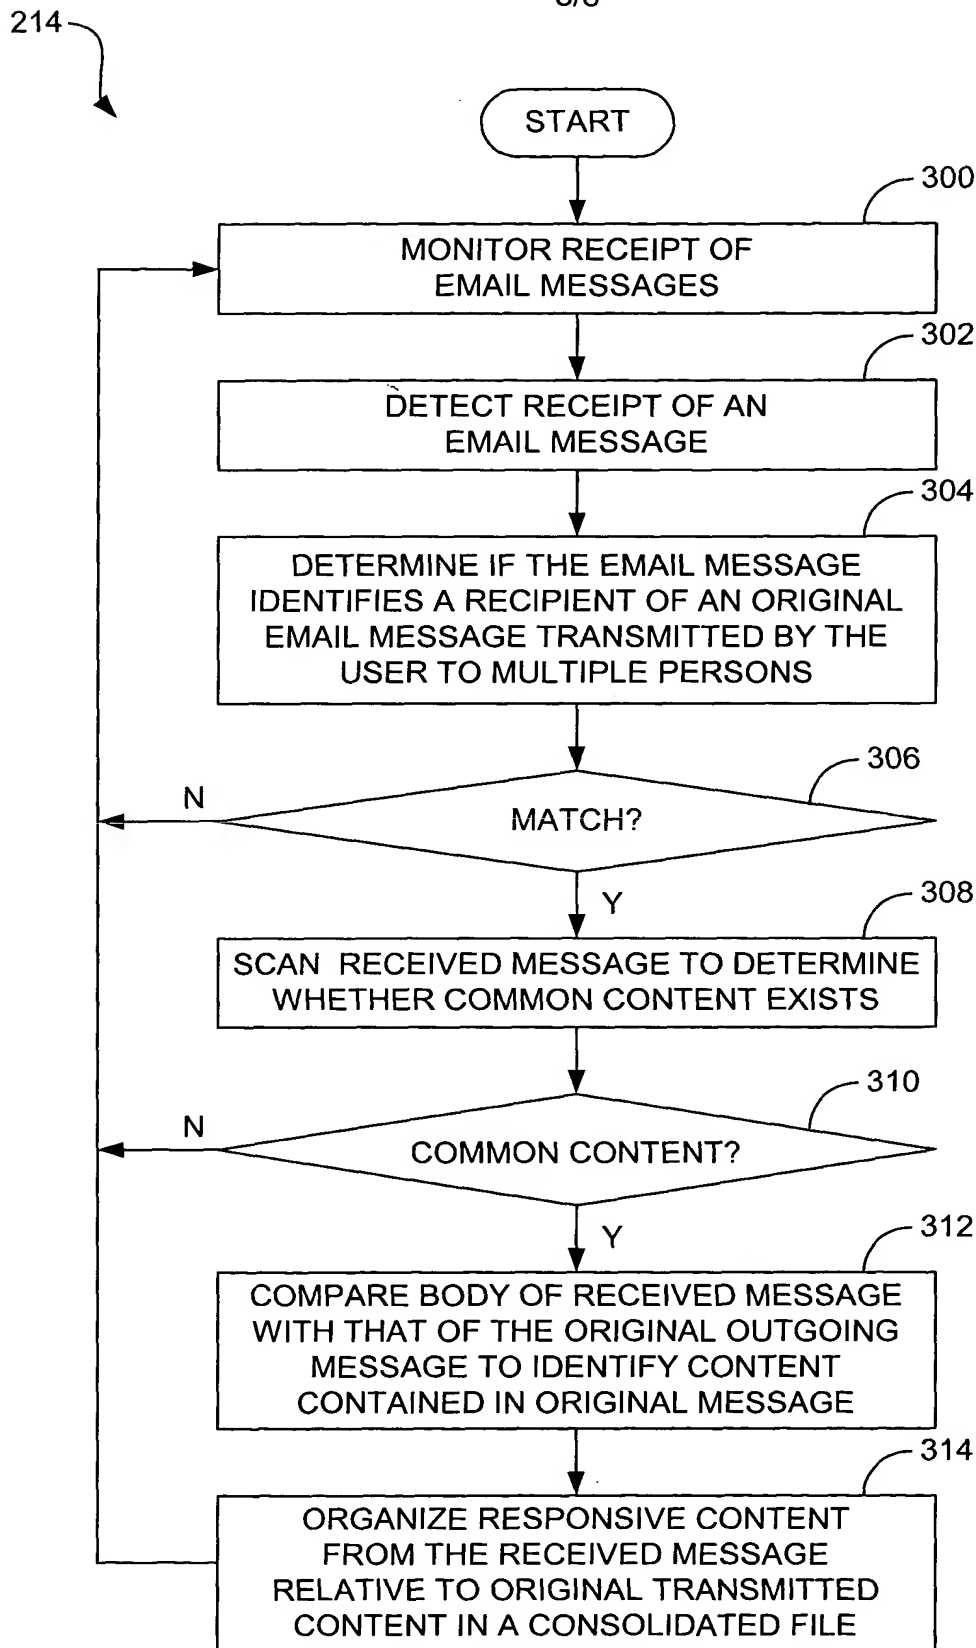 214
START
300
MONITOR RECEIPT OF
EMAIL MESSAGES
302
DETECT RECEIPT OF AN
EMAIL MESSAGE
304
DETERMINE IF THE EMAIL MESSAGE
IDENTIFIES A RECIPIENT OF AN ORIGINAL
EMAIL MESSAGE TRANSMITTED BY THE
USER TO MULTIPLE PERSONS
306
N
MATCH?
Y
308
SCAN RECEIVED MESSAGE TO DETERMINE
WHETHER COMMON CONTENT EXISTS
310
N
COMMON CONTENT?
Y
312
COMPARE BODY OF RECEIVED MESSAGE
WITH THAT OF THE ORIGINAL OUTGOING
MESSAGE TO IDENTIFY CONTENT
CONTAINED IN ORIGINAL MESSAGE
314
ORGANIZE RESPONSIVE CONTENT
FROM THE RECEIVED MESSAGE
RELATIVE TO ORIGINAL TRANSMITTED
CONTENT IN A CONSOLIDATED FILE